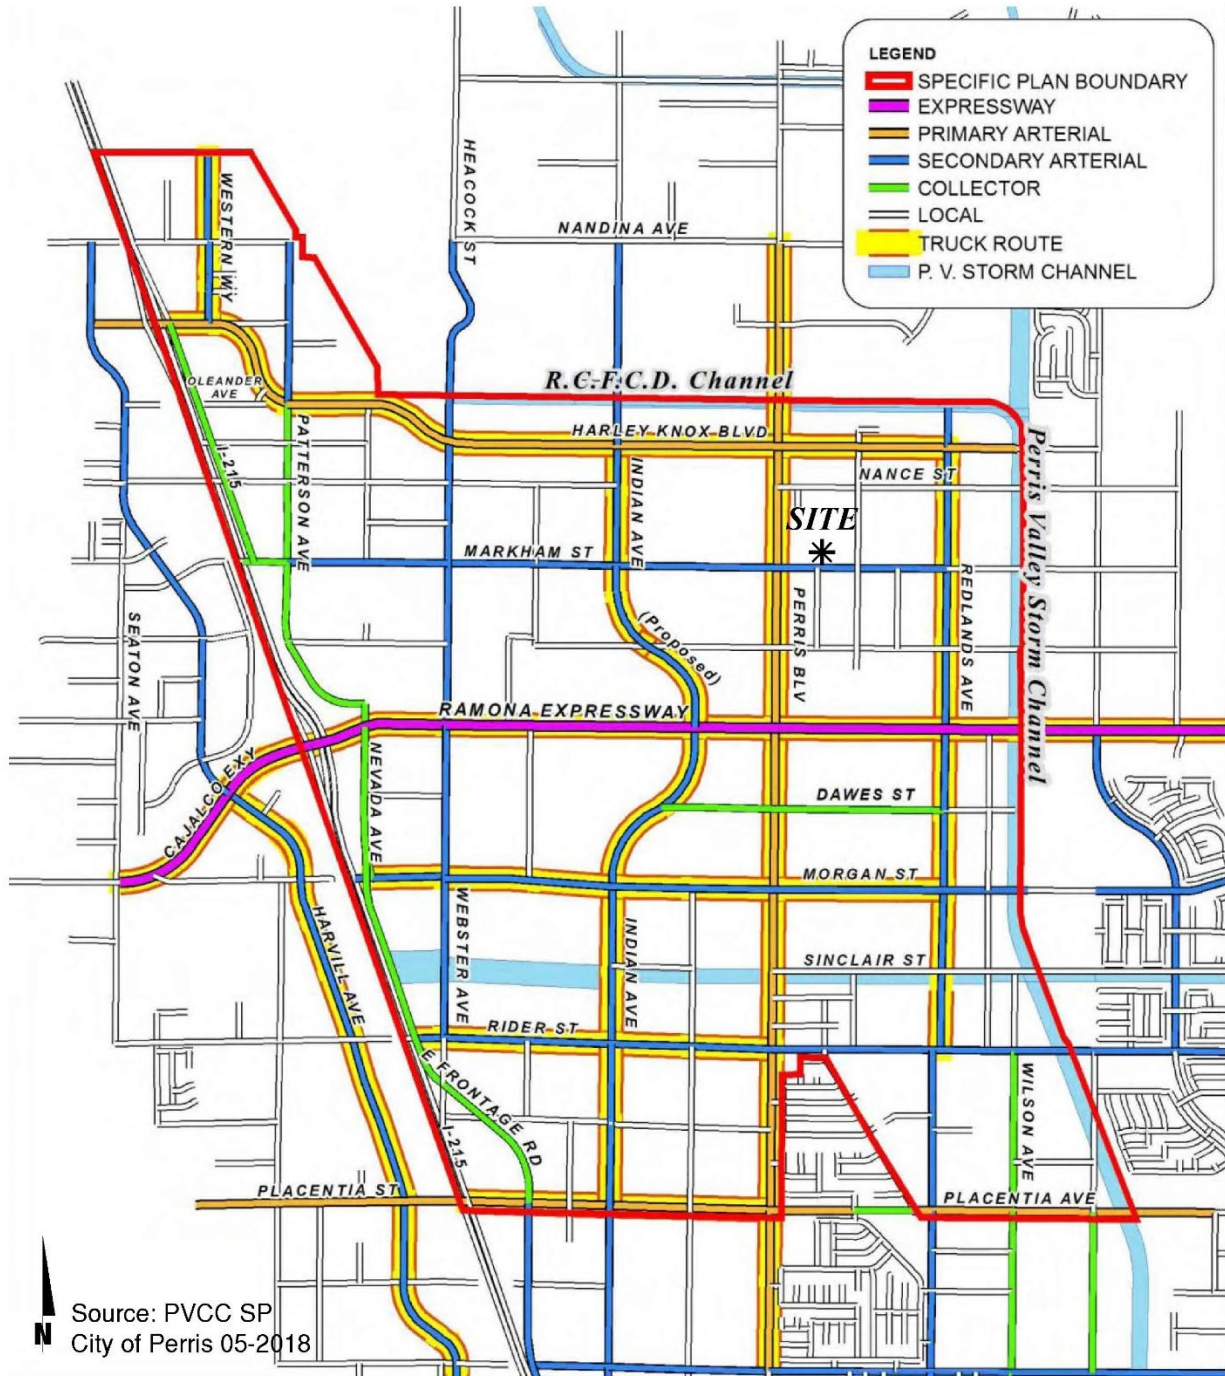 LEGEND
SPECIFIC PLAN BOUNDARY
EXPRESSWAY
PRIMARY ARTERIAL
SECONDARY ARTERIAL
COLLECTOR
LOCAL
TRUCK ROUTE
P. V. STORM CHANNEL
HEACOCK ST
WESTERN WY
NANDINA AVE
R.C.F.C.D. Channel
OLEANDER
AVE
HARLEY KNOX BLVD
PATTERSON AVE
I-215
INDIAN AVE
NANCE ST
Perris Valley Storm Channel
SITE
MARKHAM ST
REDLANDS AVE
PERRIS BLV
SEATON AVE
(Proposed)
RAMONA EXPRESSWAY
CAJALCO EXY
NEVADA AVE
DAWES ST
MORGAN ST
HARVILL AVE
WEBSTER AVE
INDIAN AVE
SINCLAIR ST
RIDER ST
E FRONTAGE RD
WILSON AVE
I-215
PLACENTIA ST
PLACENTIA AVE
N
Source: PVCC SP
City of Perris 05-2018